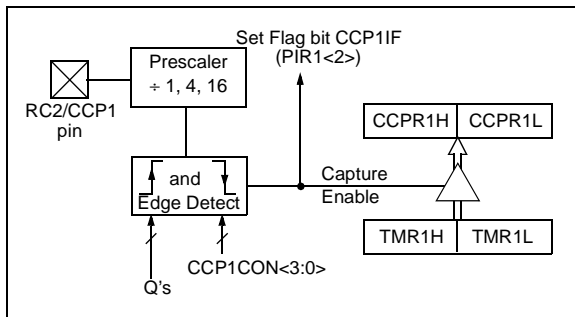 Set Flag bit CCP1IF
(PIR1<2>)
Prescaler
÷ 1, 4, 16
RC2/CCP1
pin
CCPR1H CCPR1L
and
Edge Detect
Capture
Enable
TMR1H TMR1L
CCP1CON<3:0>
Q's